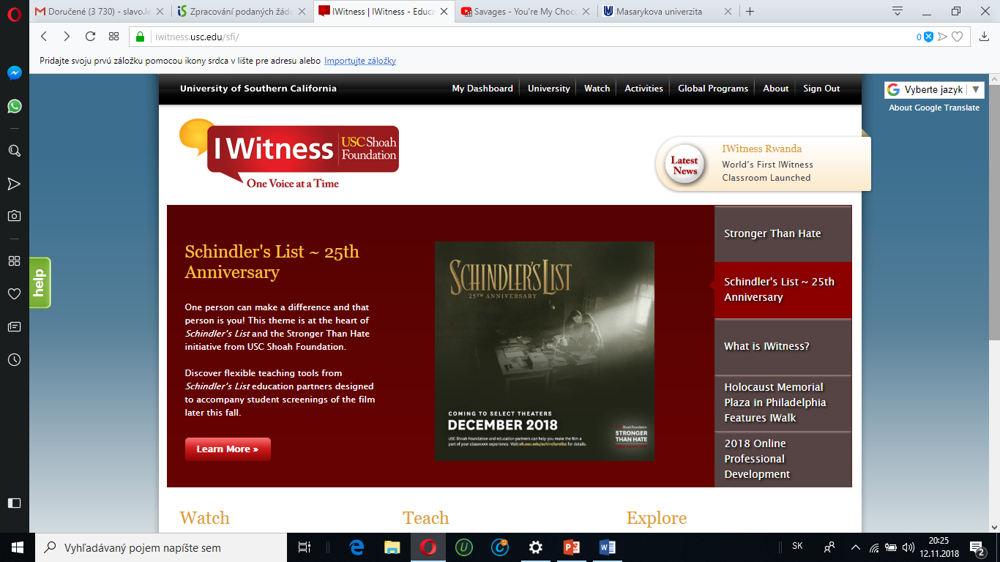 Doručené (3 730) - slavo.le
Zpracování podaných žádo
IWitness | IWitness - Educa
Savages - You're My Choco
Masarykova univerzita
iwitness.usc.edu/sfi/
0
Pridajte svoju prvú záložku pomocou ikony srdca v lište pre adresu alebo Importujte záložky
University of Southern California
My Dashboard
University
Watch
Activities
Global Programs
About
Sign Out
Vyberte jazyk
About Google Translate
I Witness
USC Shoah
Foundation
One Voice at a Time
Latest
News
IWitness Rwanda
World's First IWitness
Classroom Launched
help
Schindler's List ~ 25th
Anniversary
One person can make a difference and that
person is you! This theme is at the heart of
Schindler's List and the Stronger Than Hate
initiative from USC Shoah Foundation.
Discover flexible teaching tools from
Schindler's List education partners designed
to accompany student screenings of the film
later this fall.
Learn More »
SCHINDLER'S LIST
25TH ANNIVERSARY
COMING TO SELECT THEATERS
DECEMBER 2018
USC Shoah Foundation and education partners can help you make the film a
part of your classroom experience. Visit sfi.usc.edu/schindlerslist for details.
USC Shoah Foundation
STRONGER
THAN HATE
Stronger Than Hate
Schindler's List ~ 25th
Anniversary
What is IWitness?
Holocaust Memorial
Plaza in Philadelphia
Features IWalk
2018 Online
Professional
Development
Watch
Teach
Explore
Vyhľadávaný pojem napíšte sem
SK
20:25
12.11.2018
2